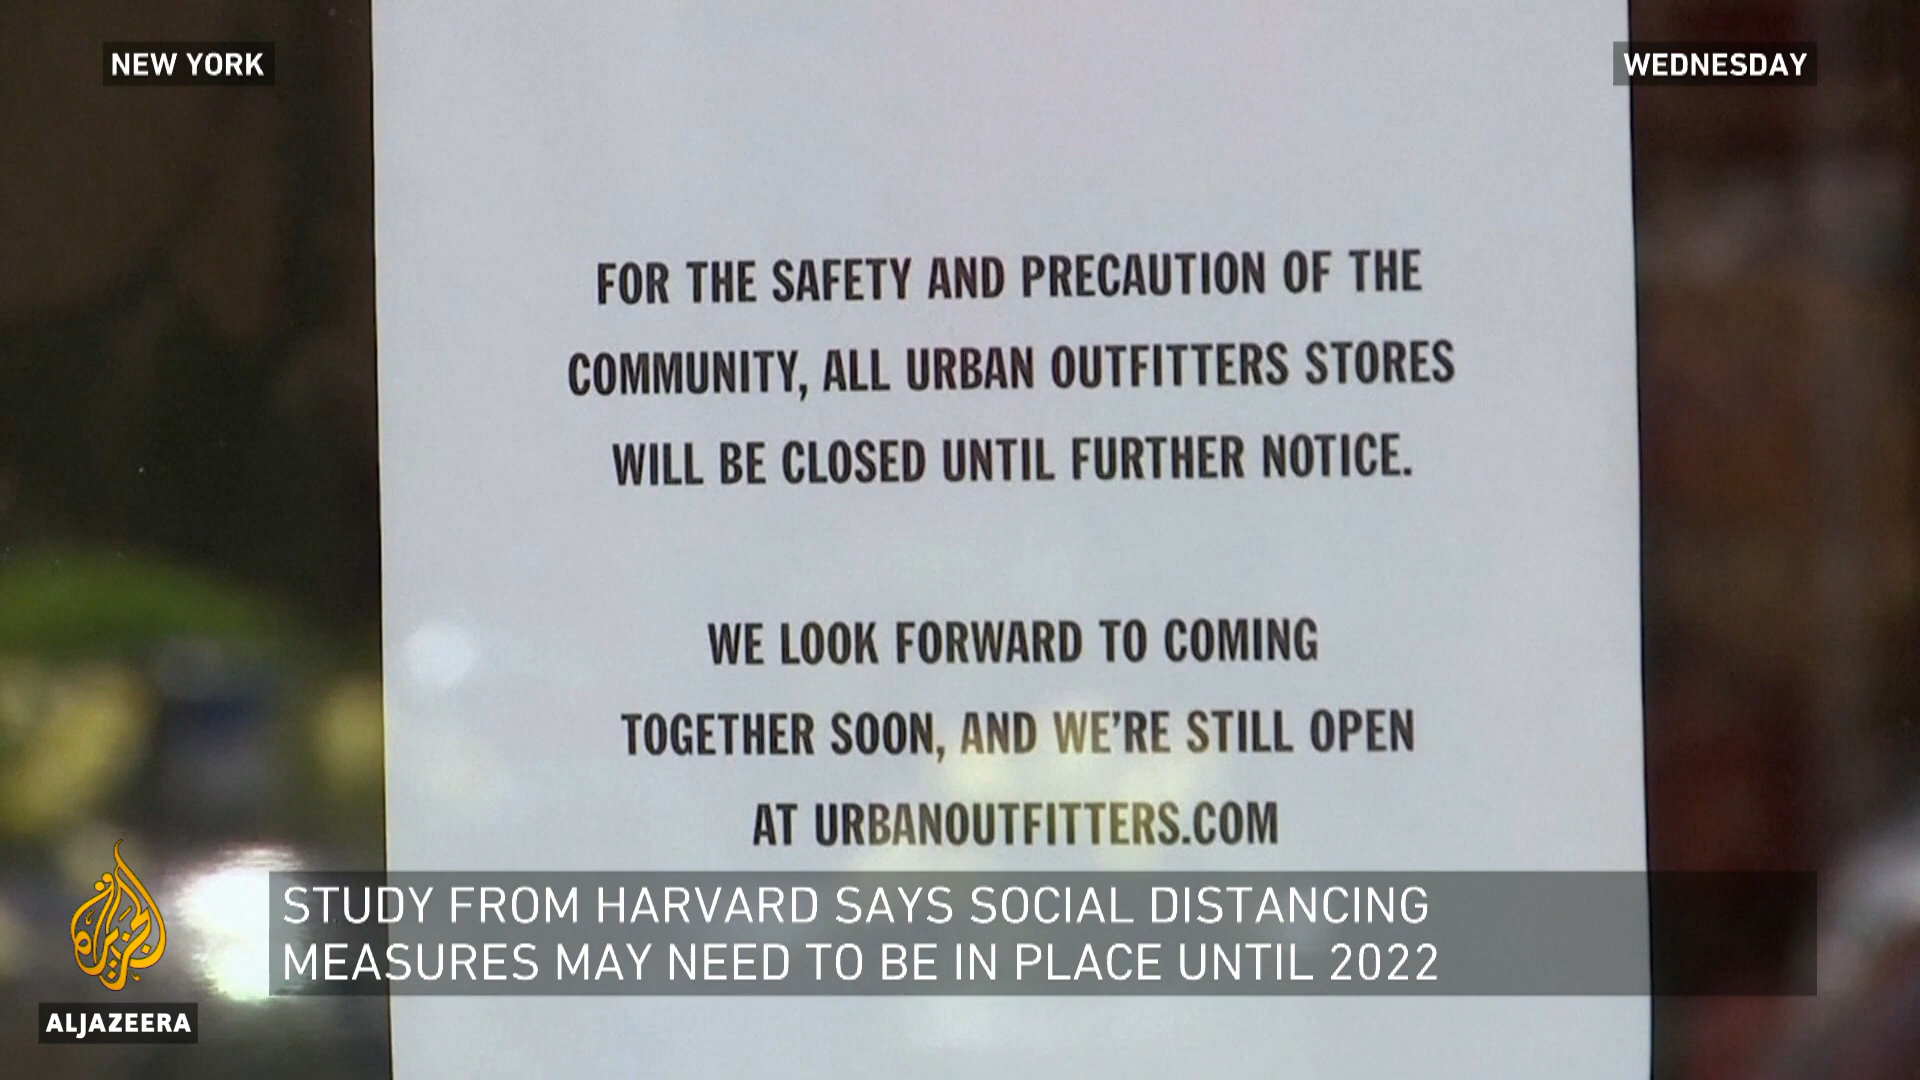 NEW YORK
WEDNESDAY
FOR THE SAFETY AND PRECAUTION OF THE
COMMUNITY, ALL URBAN OUTFITTERS STORES
WILL BE CLOSED UNTIL FURTHER NOTICE.
WE LOOK FORWARD TO COMING
TOGETHER SOON, AND WE'RE STILL OPEN
AT URBANOUTFITTERS.COM
STUDY FROM HARVARD SAYS SOCIAL DISTANCING
MEASURES MAY NEED TO BE IN PLACE UNTIL 2022
الجزيرة
ALJAZEERA